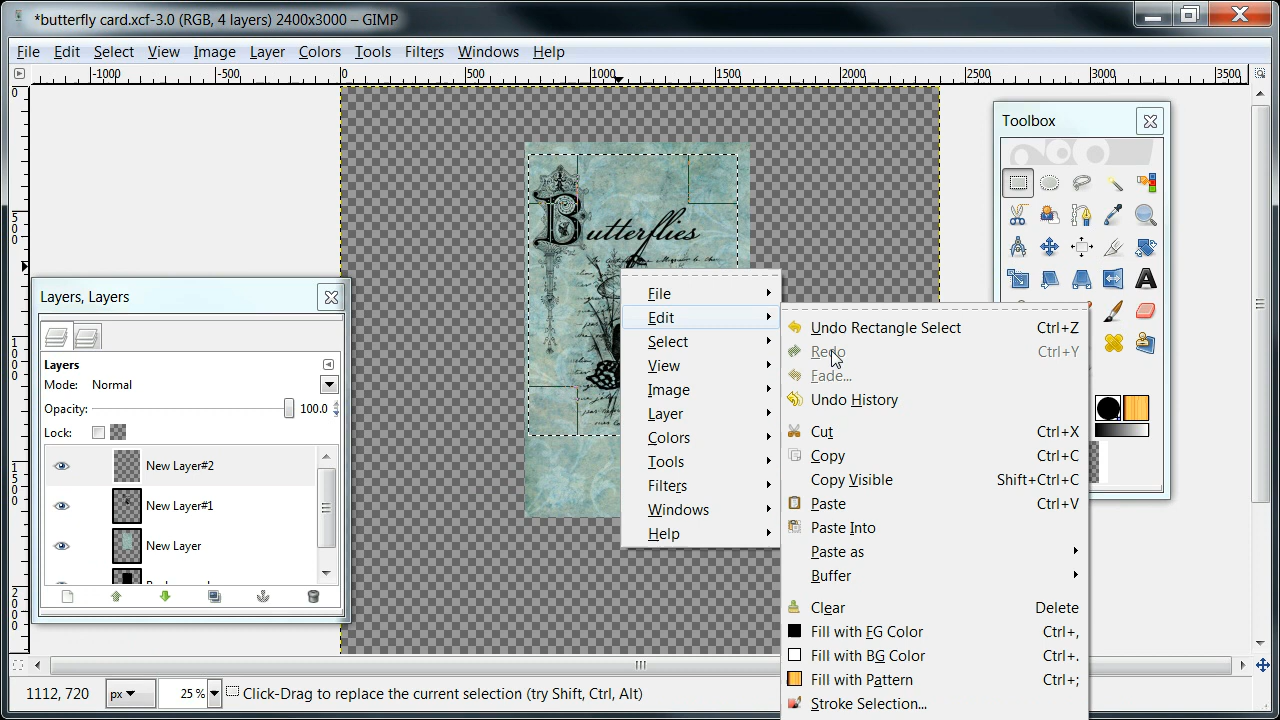 *butterfly card.xcf-3.0 (RGB, 4 layers) 2400x3000 – GIMP
File Edit Select View Image Layer Colors Tools Filters Windows Help
-1000 -500 0 500 1000 1500 2000 2500 3000 3500
0
500
1000
1500
2000
Toolbox
Butterflies
Layers, Layers
Layers
Mode: Normal
Opacity: 100.0
Lock:
New Layer#2
New Layer#1
New Layer
File
Edit
Select
View
Image
Layer
Colors
Tools
Filters
Windows
Help
Undo Rectangle Select Ctrl+Z
Redo Ctrl+Y
Fade...
Undo History
Cut Ctrl+X
Copy Ctrl+C
Copy Visible Shift+Ctrl+C
Paste Ctrl+V
Paste Into
Paste as
Buffer
Clear Delete
Fill with FG Color Ctrl+,
Fill with BG Color Ctrl+.
Fill with Pattern Ctrl+;
Stroke Selection...
1112, 720 px 25 % Click-Drag to replace the current selection (try Shift, Ctrl, Alt)